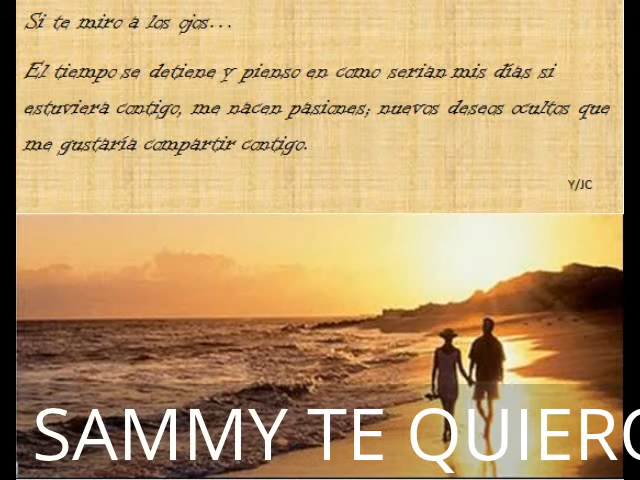 Si te miro a los ojos...
El tiempo se detiene y pienso en como serian mis días si
estuviera contigo, me nacen pasiones; nuevos deseos ocultos que
me gustaría compartir contigo.
Y/JC
SAMMY TE QUIERO